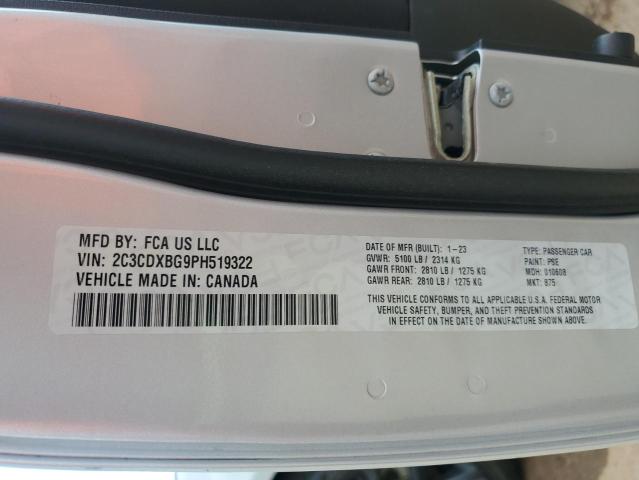 MFD BY: FCA US LLC
VIN: 2C3CDXBG9PH519322
VEHICLE MADE IN: CANADA
DATE OF MFR (BUILT): 1-23
GVWR: 5100 LB/ 2314 KG
GAWR FRONT: 2810 LB/ 1275 KG
GAWR REAR: 2810 LB/ 1275 KG
TYPE: PASSENGER CAR
PAINT: PSE
MDH: 010608
MKT: B75
THIS VEHICLE CONFORMS TO ALL APPLICABLE U.S.A. FEDERAL MOTOR
VEHICLE SAFETY, BUMPER, AND THEFT PREVENTION STANDARDS
IN EFFECT ON THE DATE OF MANUFACTURE SHOWN ABOVE.